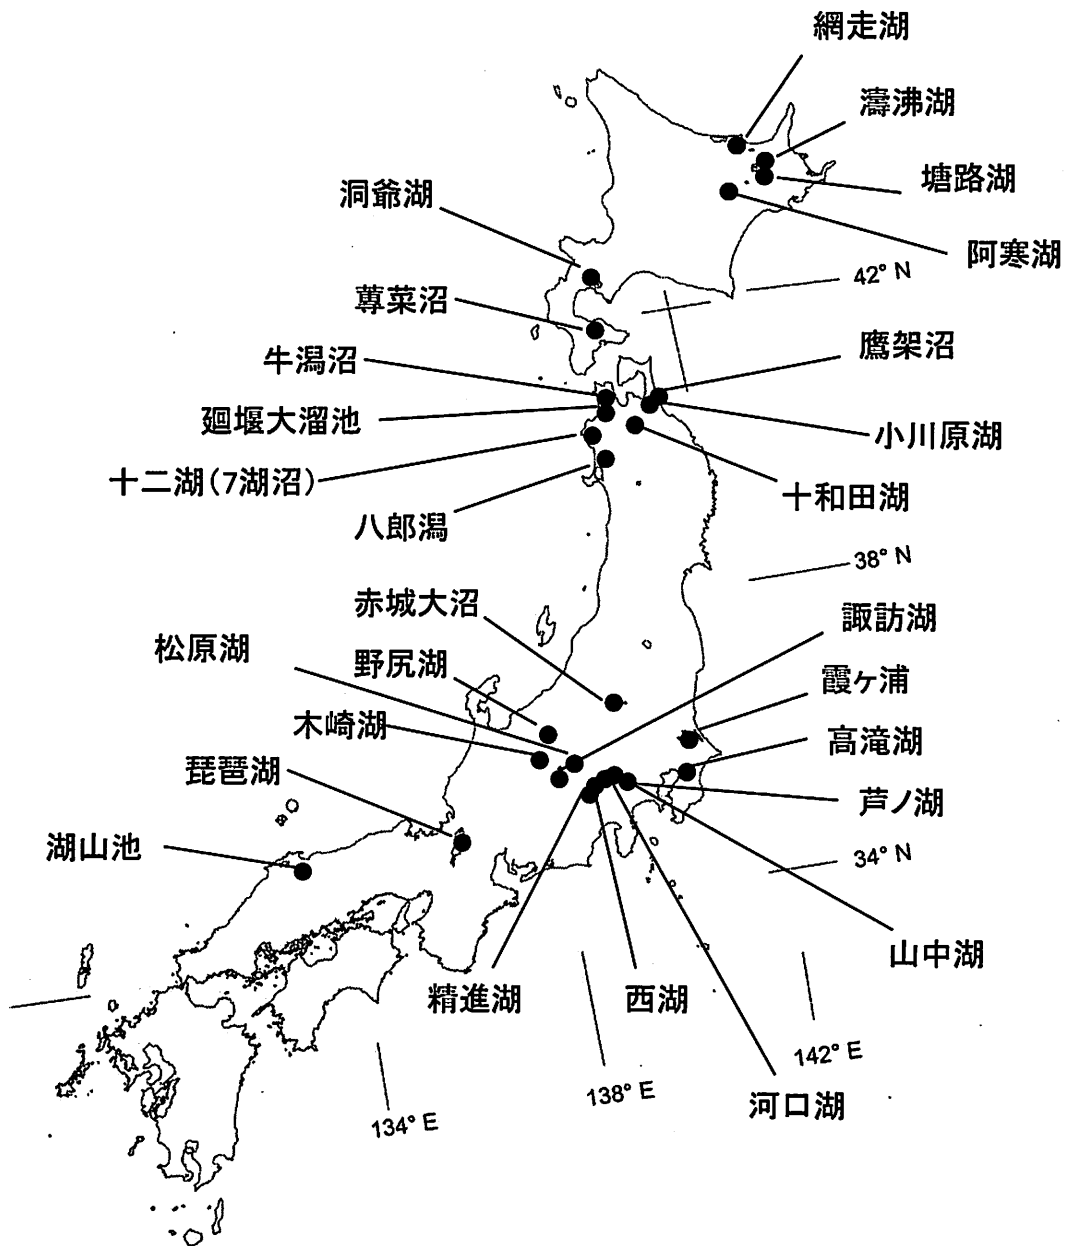 網走湖
濤沸湖
塘路湖
洞爺湖
阿寒湖
42° N
蓴菜沼
鷹架沼
牛潟沼
廻堰大溜池
小川原湖
十二湖(7湖沼)
十和田湖
八郎潟
38° N
赤城大沼
諏訪湖
松原湖
野尻湖
霞ヶ浦
木崎湖
高滝湖
琵琶湖
芦ノ湖
湖山池
34° N
山中湖
精進湖
西湖
142° E
138° E
河口湖
134° E